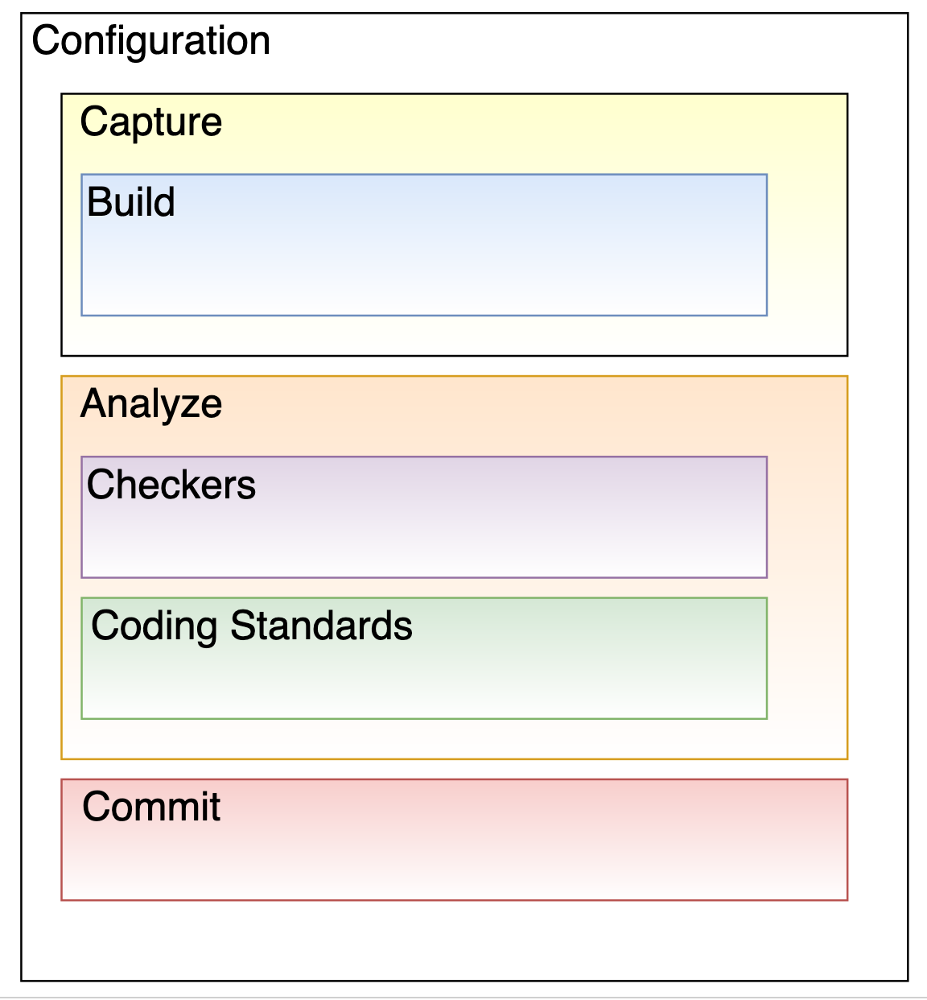 Configuration
Capture
Build
Analyze
Checkers
Coding Standards
Commit